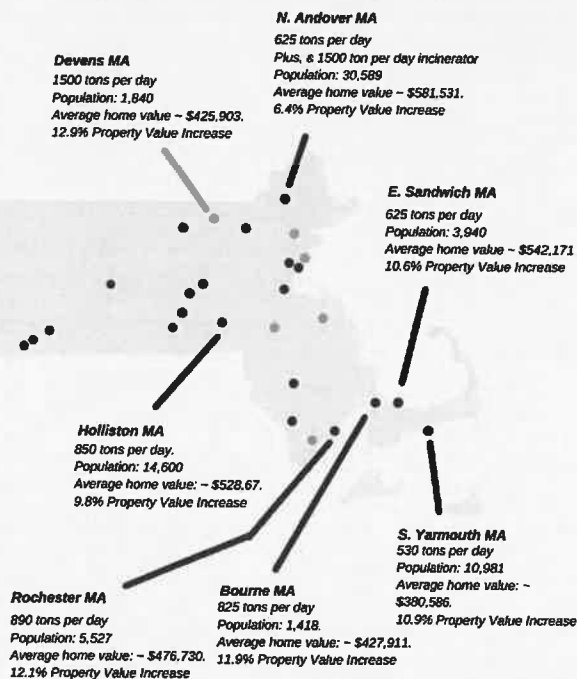 N. Andover MA
625 tons per day
Plus, a 1500 ton per day incinerator
Population: 30,589
Average home value ~ $581,531.
6.4% Property Value Increase
Devens MA
1500 tons per day
Population: 1,840
Average home value ~ $425,903.
12.9% Property Value Increase
E. Sandwich MA
625 tons per day
Population: 3,940
Average home value ~ $542,171
10.6% Property Value Increase
Holliston MA
850 tons per day.
Population: 14,600
Average home value: ~ $528.67.
9.8% Property Value Increase
S. Yarmouth MA
530 tons per day
Population: 10,981
Average home value: ~
$380,586.
10.9% Property Value Increase
Rochester MA
890 tons per day
Population: 5,527
Average home value: ~ $476.730.
12.1% Property Value Increase
Bourne MA
825 tons per day
Population: 1,418.
Average home value: ~ $427,911.
11.9% Property Value Increase